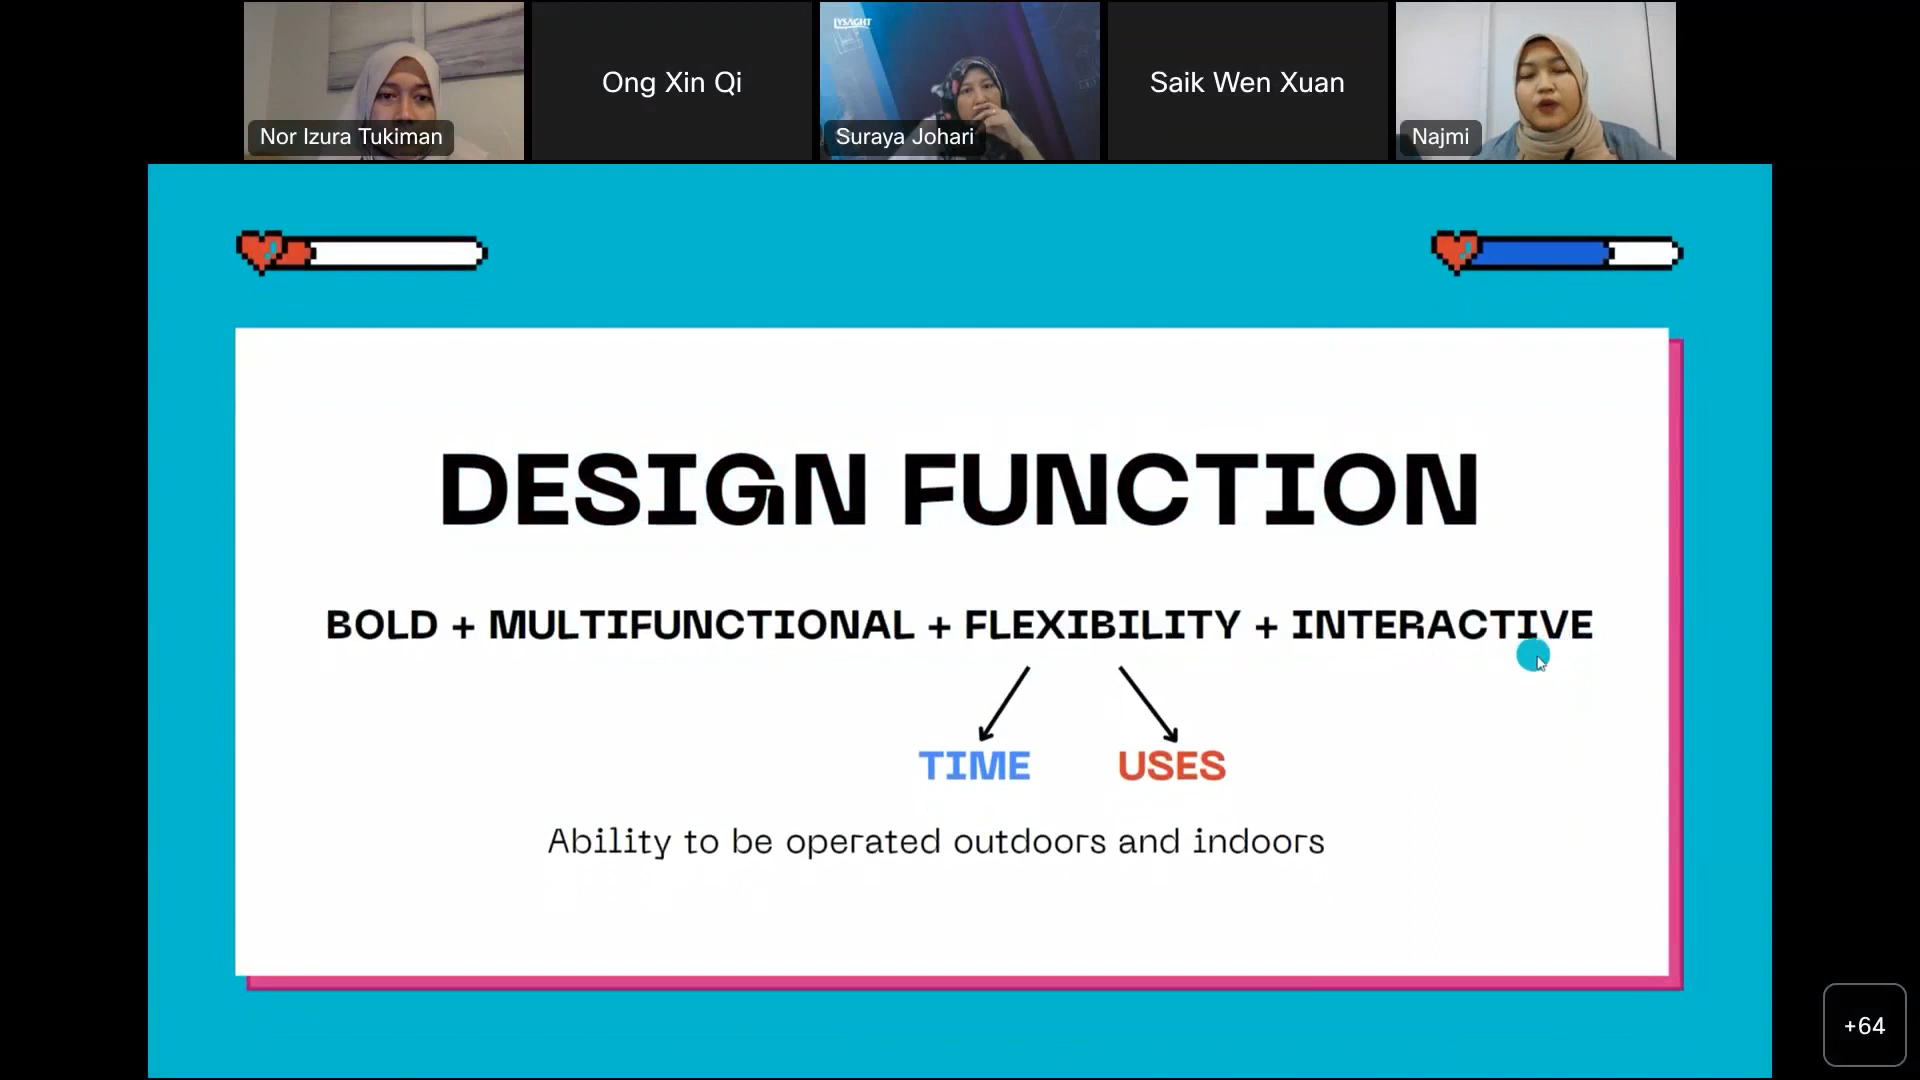 Nor Izura Tukiman
Ong Xin Qi
LYSAGHT
Suraya Johari
Saik Wen Xuan
Najmi
DESIGN FUNCTION
BOLD + MULTIFUNCTIONAL + FLEXIBILITY + INTERACTIVE
TIME USES
Ability to be operated outdoors and indoors
+64